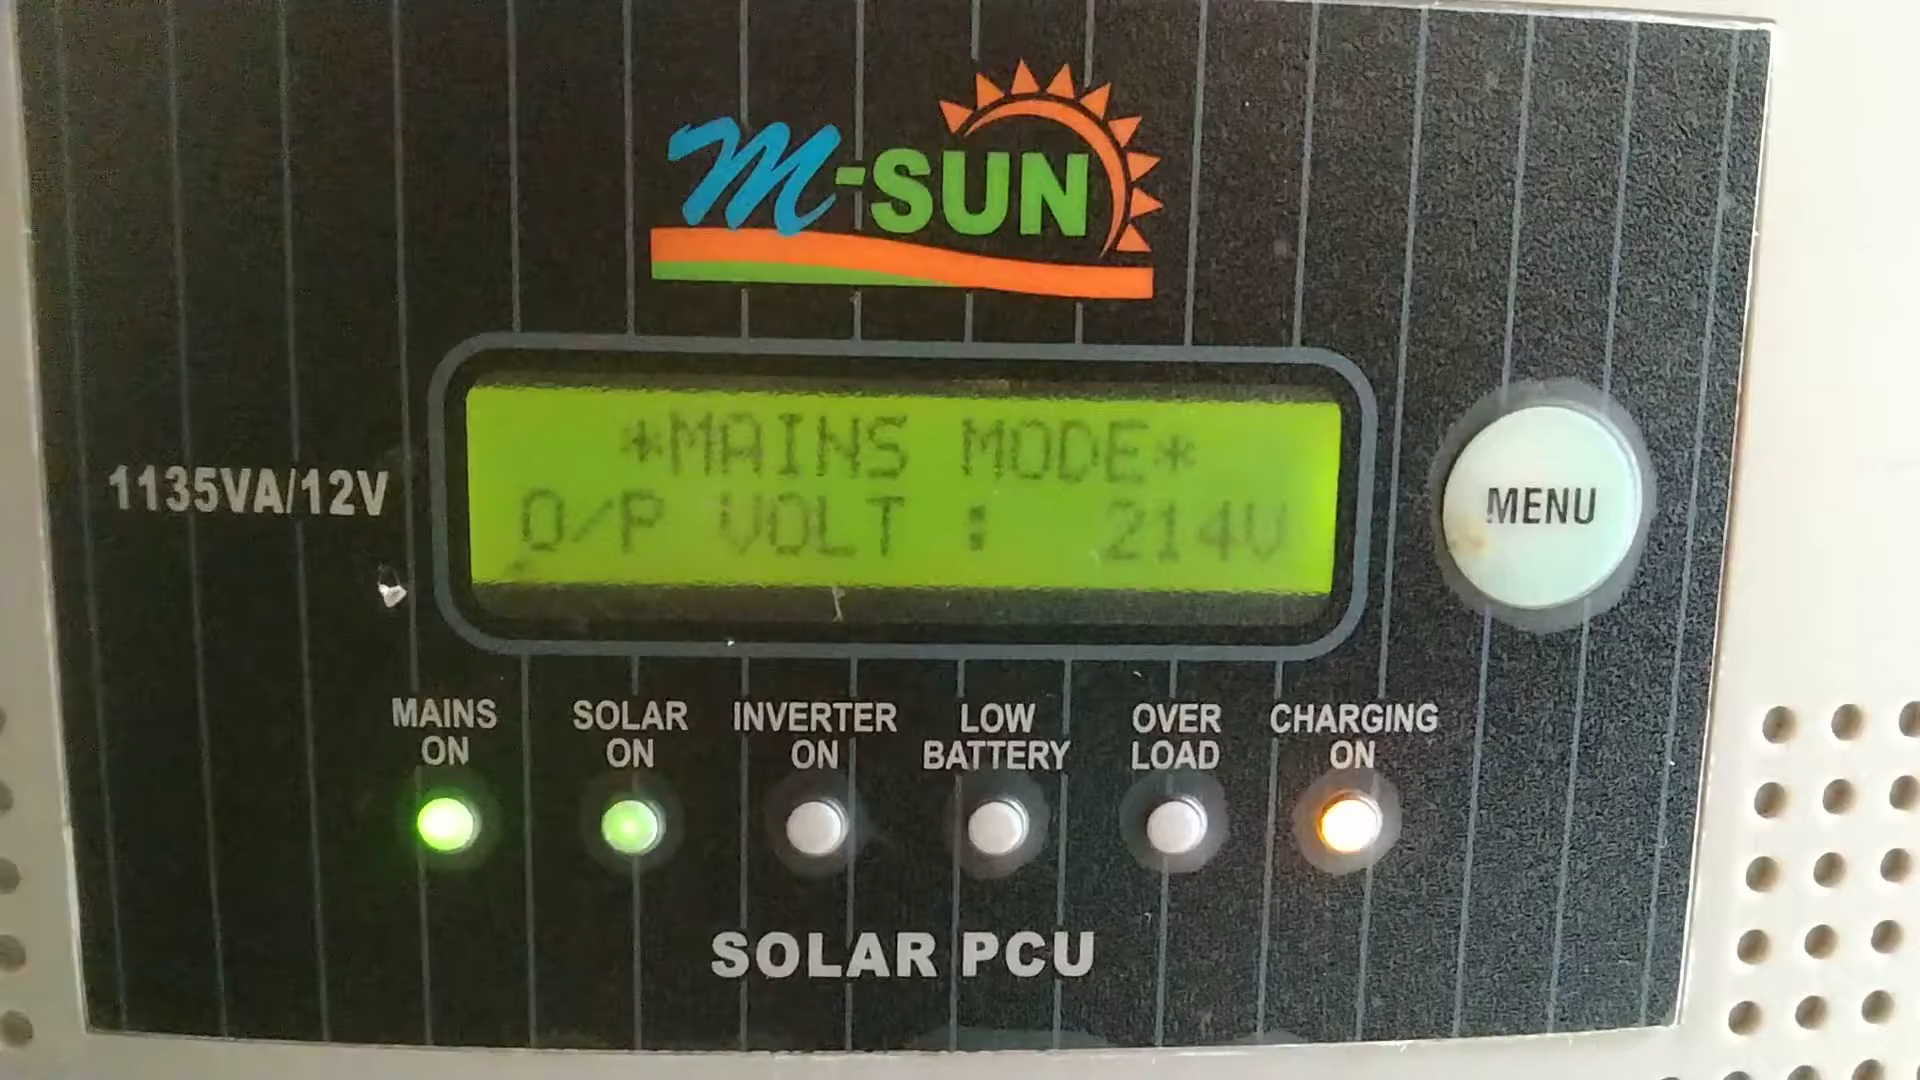 M-SUN
*MAINS MODE*
O/P VOLT : 214V
1135VA/12V
MENU
MAINS ON
SOLAR ON
INVERTER ON
LOW BATTERY
OVER LOAD
CHARGING ON
SOLAR PCU